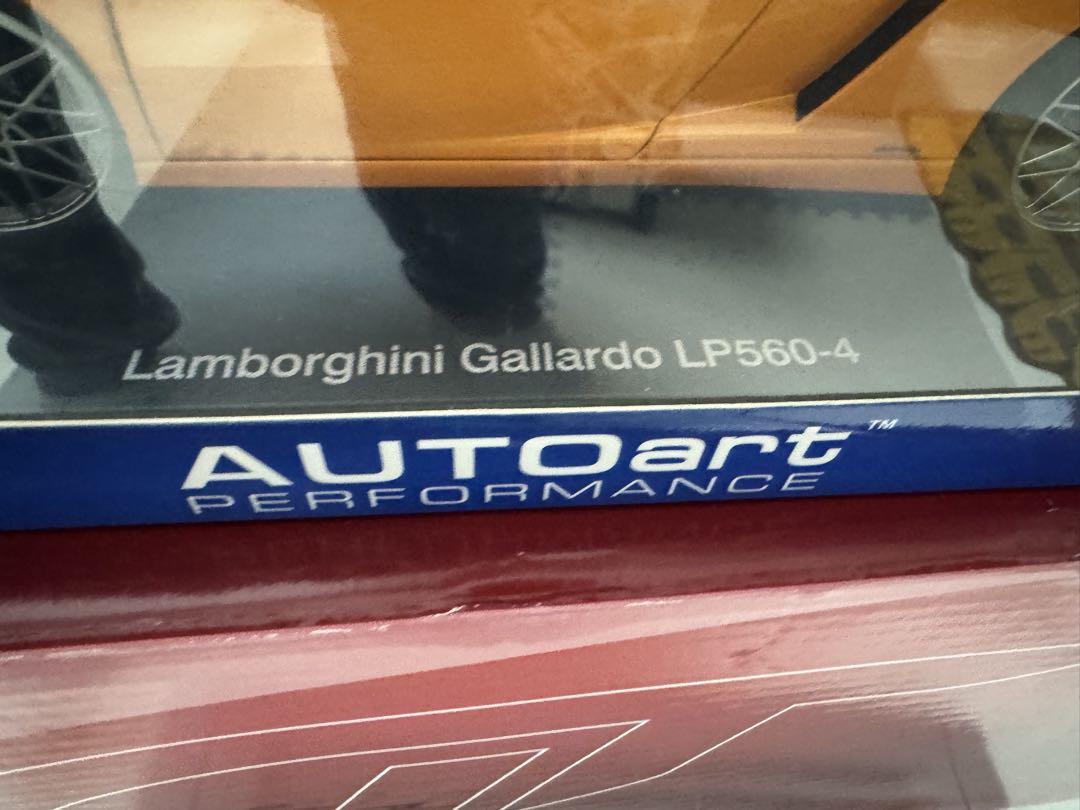 Lamborghini Gallardo LP560-4
AUTOart™
PERFORMANCE